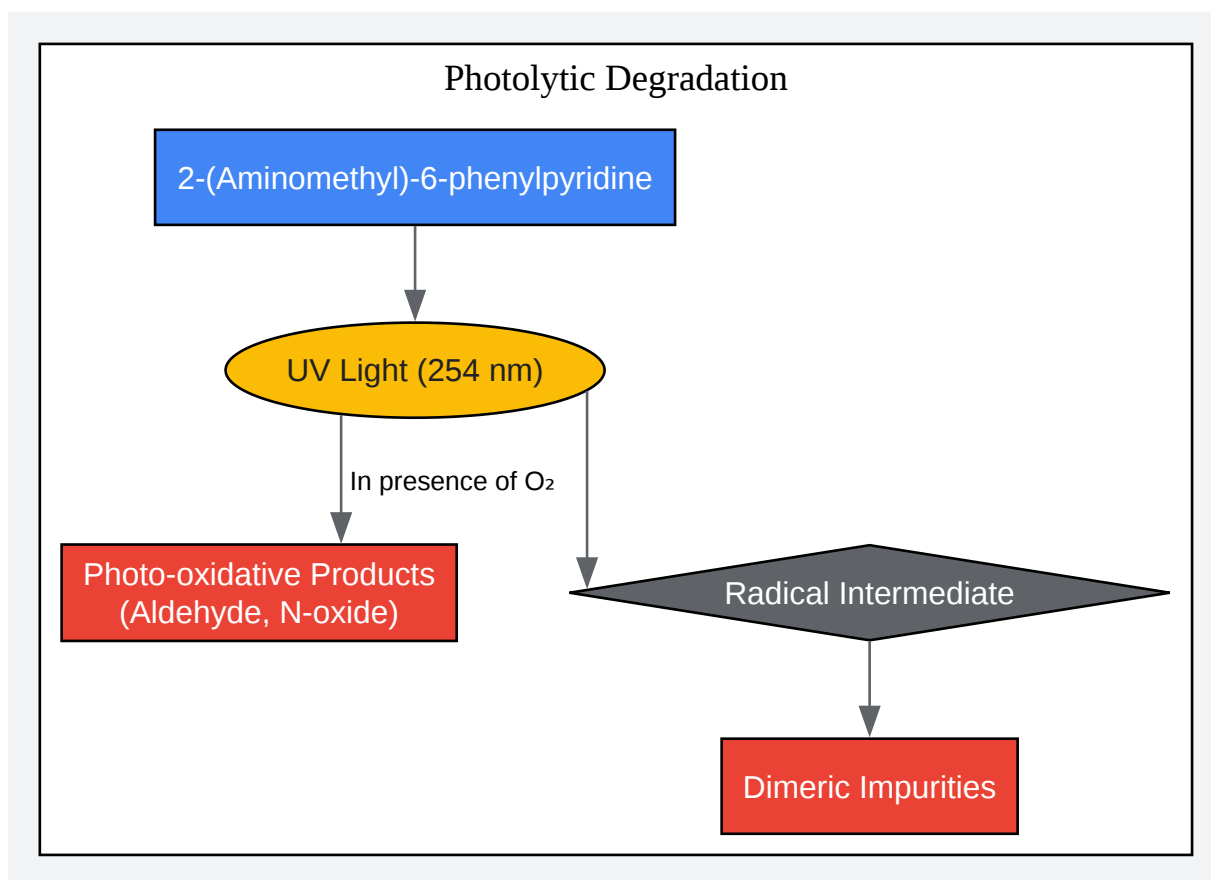 Photolytic Degradation
2-(Aminomethyl)-6-phenylpyridine
UV Light (254 nm)
In presence of O₂
Photo-oxidative Products
(Aldehyde, N-oxide)
Radical Intermediate
Dimeric Impurities